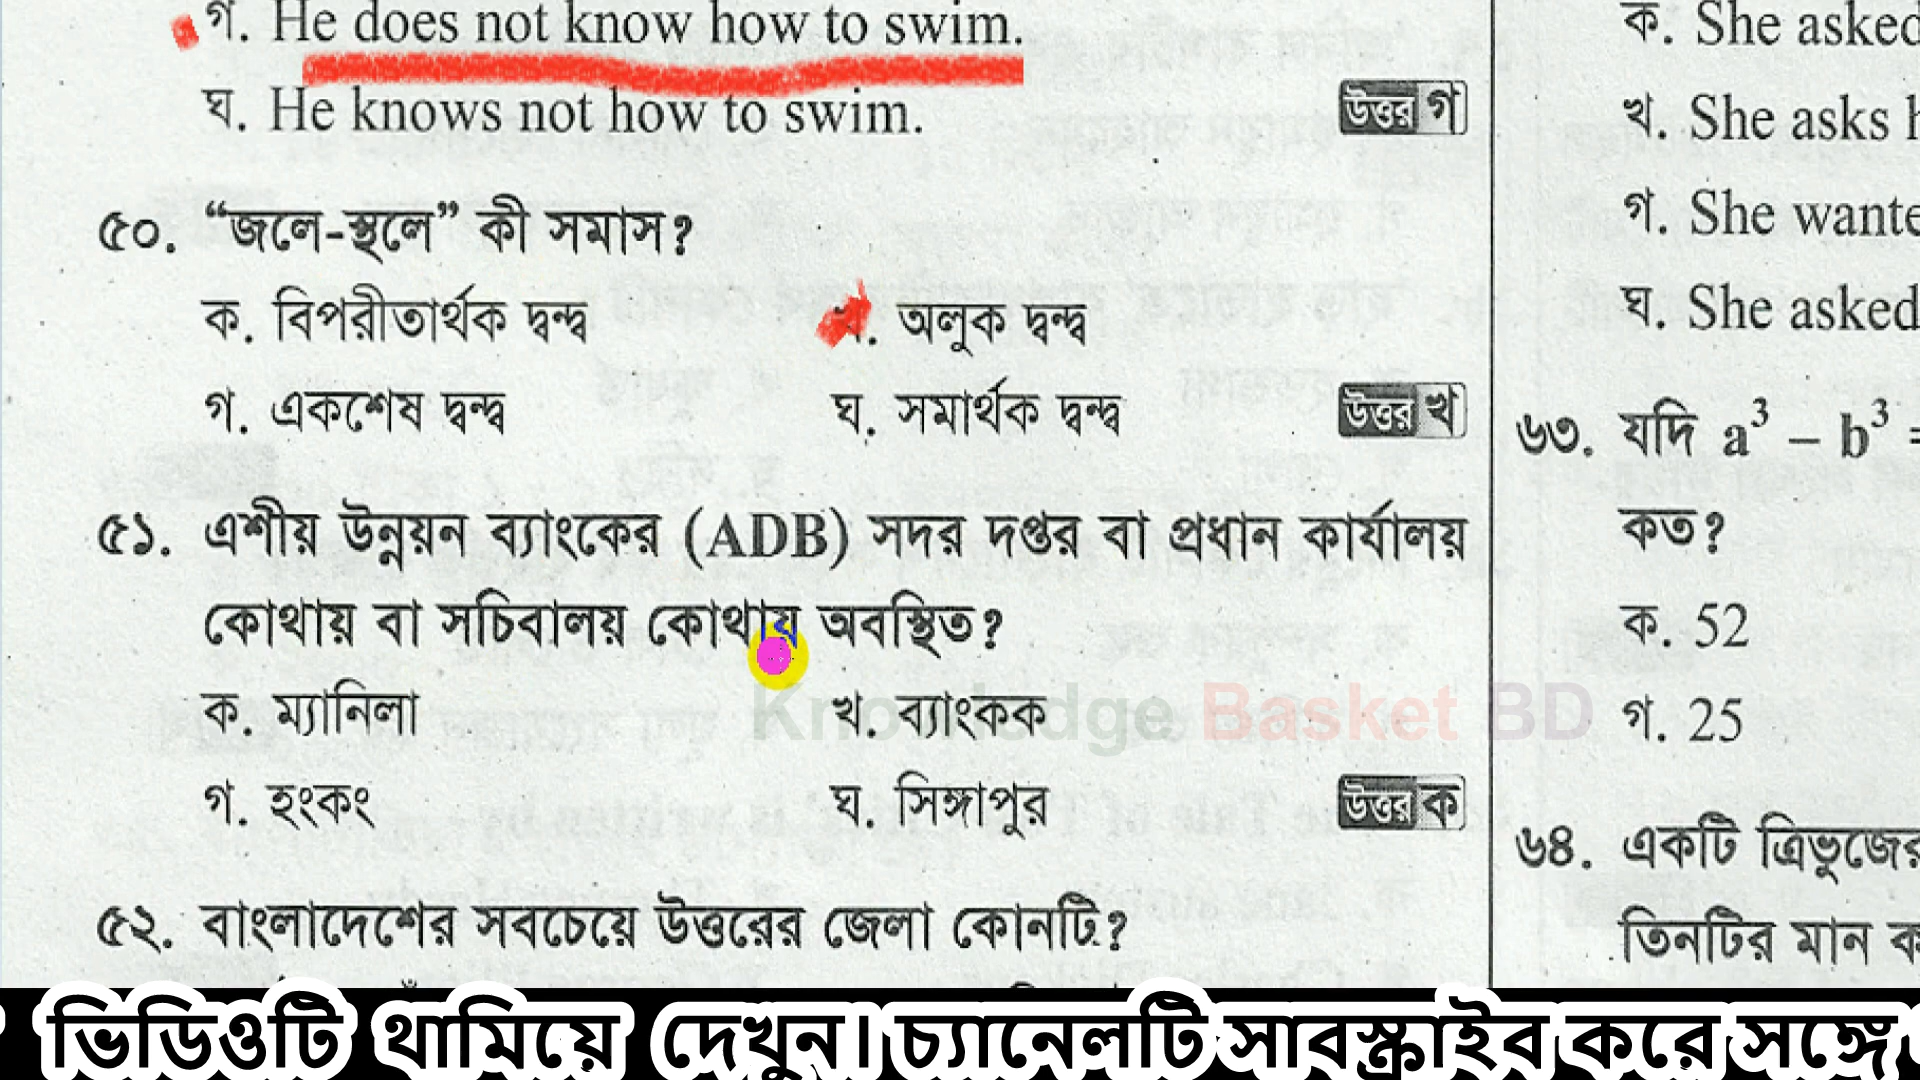 গ. He does not know how to swim.
ঘ. He knows not how to swim.
উত্তর গ
৫০. “জলে-স্থলে” কী সমাস?
ক. বিপরীতার্থক দ্বন্দ্ব
অলুক দ্বন্দ্ব
গ. একশেষ দ্বন্দ্ব
ঘ. সমার্থক দ্বন্দ্ব
উত্তর খ
৫১. এশীয় উন্নয়ন ব্যাংকের (ADB) সদর দপ্তর বা প্রধান কার্যালয়
কোথায় বা সচিবালয় কোথায় অবস্থিত?
ক. ম্যানিলা
খ. ব্যাংকক
গ. হংকং
ঘ. সিঙ্গাপুর
উত্তর ক
৫২. বাংলাদেশের সবচেয়ে উত্তরের জেলা কোনটি?
ক. She asked
খ. She asks
গ. She wante
ঘ. She asked
৬৩. যদি a³ – b³ =
কত?
ক. 52
গ. 25
৬৪. একটি ত্রিভুজের
তিনটির মান ক
Knowledge Basket BD
ভিডিওটি থামিয়ে দেখুন। চ্যানেলটি সাবস্ক্রাইব করে সঙ্গে